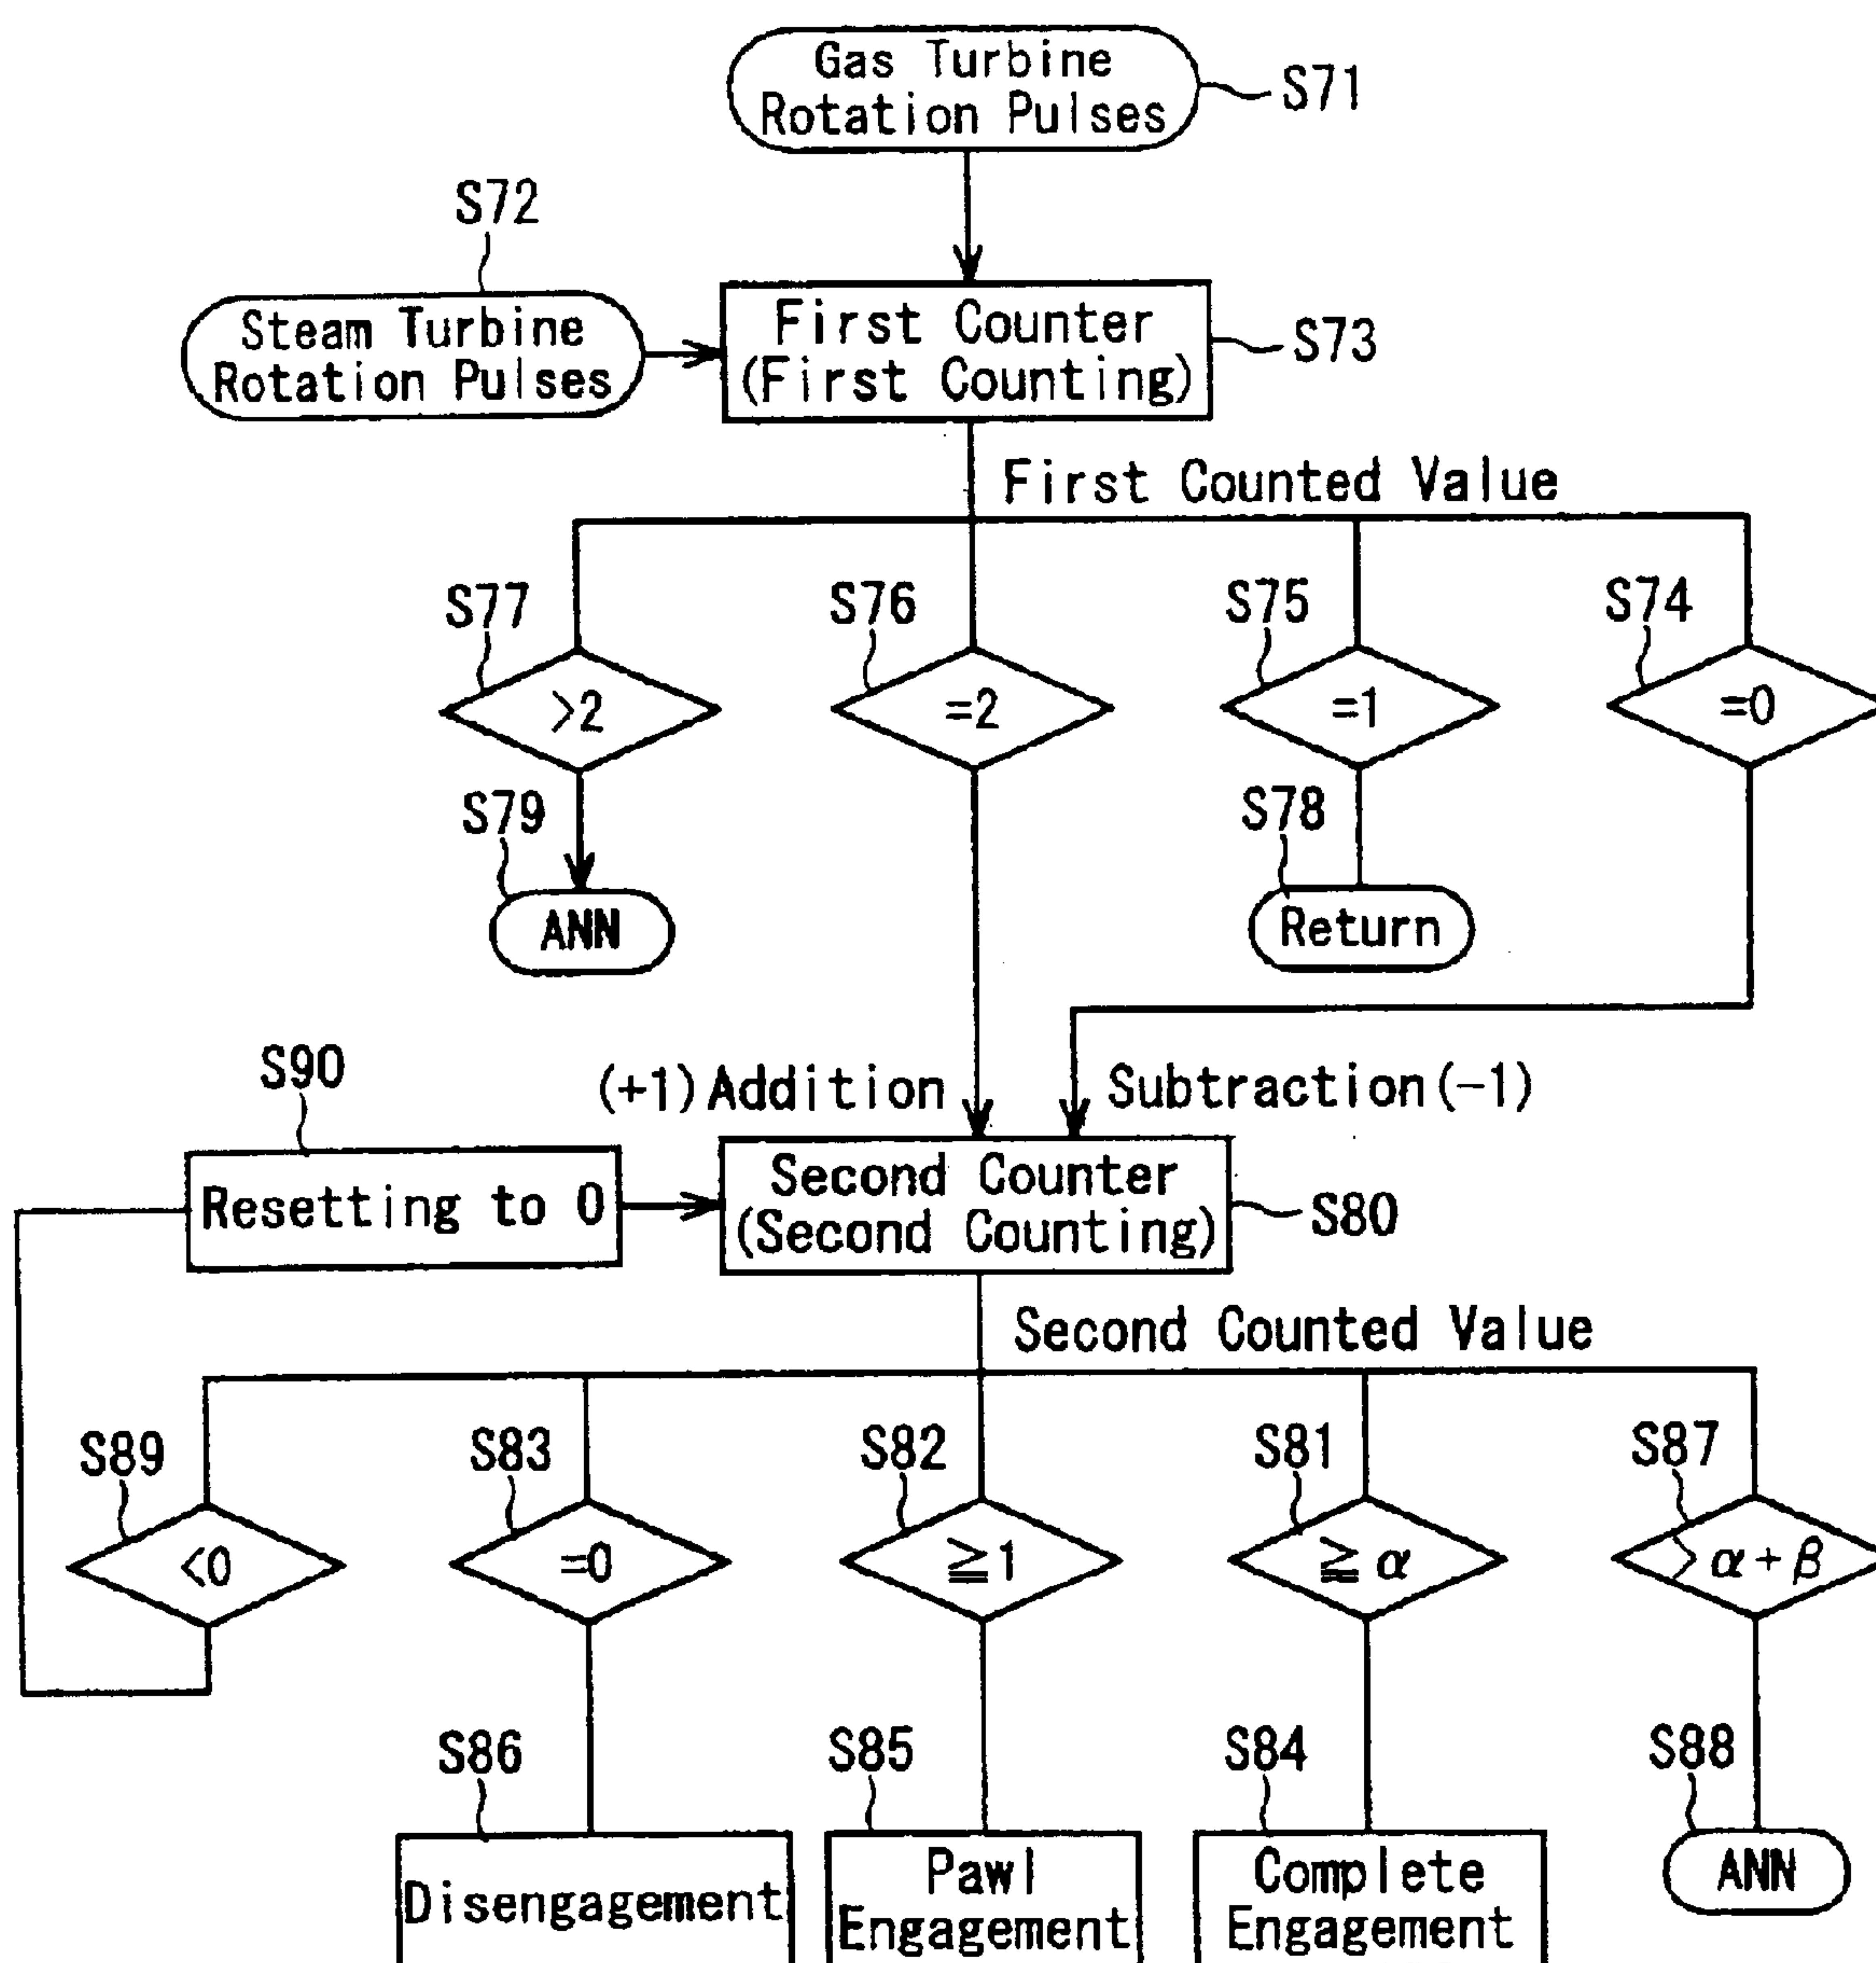 Gas Turbine
Rotation Pulses
S71
S72
Steam Turbine
Rotation Pulses
First Counter
(First Counting)
S73
First Counted Value
S77
S76
S75
S74
>2
=2
=1
=0
S79
S78
ANN
Return
S90
(+1) Addition
Subtraction (-1)
Resetting to 0
Second Counter
(Second Counting)
S80
Second Counted Value
S89
S83
S82
S81
S87
<0
=0
≧1
≧α
>α+β
S86
S85
S84
S88
Disengagement
Pawl
Engagement
Complete
Engagement
ANN